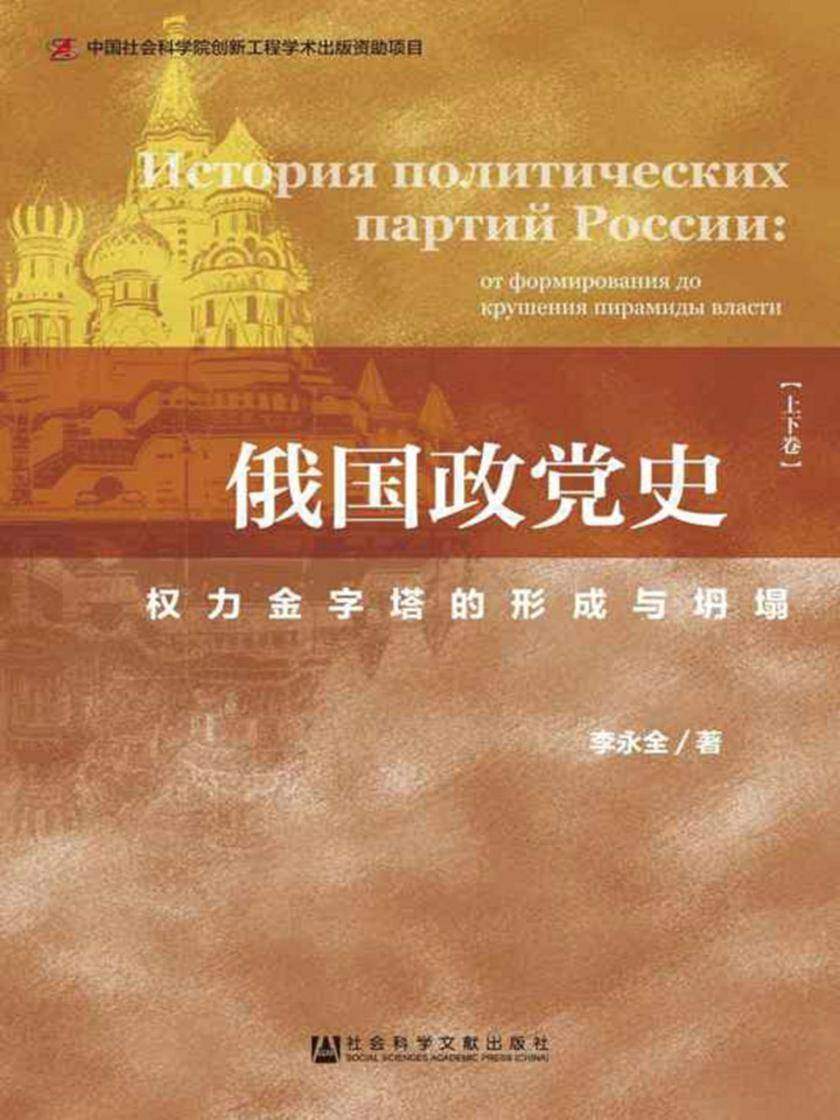 中国社会科学院创新工程学术出版资助项目
История политических
партий России:
от формирования до
крушения пирамиды власти
【上下卷】
俄国政党史
权力金字塔的形成与坍塌
李永全/著
社会科学文献出版社
SOCIAL SCIENCES ACADEMIC PRESS (CHINA)